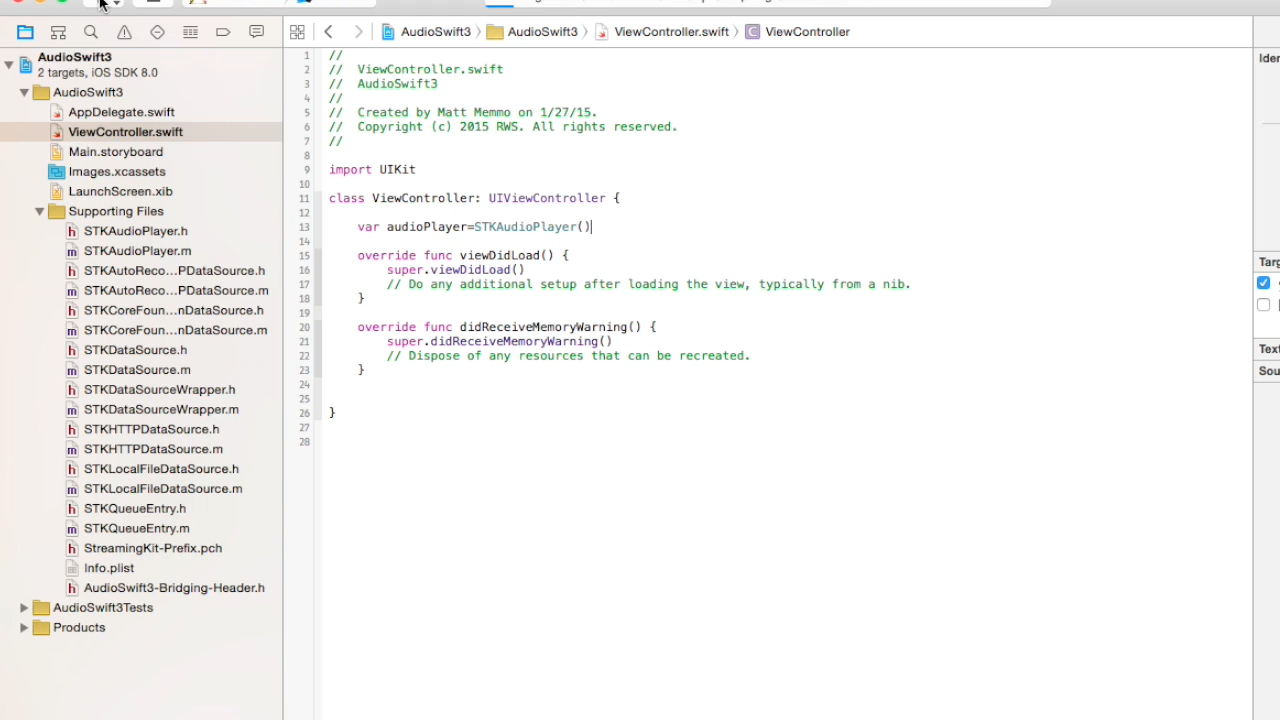 AudioSwift3 〉 AudioSwift3 〉 ViewController.swift 〉 C ViewController
AudioSwift3
2 targets, iOS SDK 8.0
AudioSwift3
AppDelegate.swift
ViewController.swift
Main.storyboard
Images.xcassets
LaunchScreen.xib
Supporting Files
h STKAudioPlayer.h
m STKAudioPlayer.m
h STKAutoReco...PDataSource.h
m STKAutoReco...PDataSource.m
h STKCoreFoun...nDataSource.h
m STKCoreFoun...nDataSource.m
h STKDataSource.h
m STKDataSource.m
h STKDataSourceWrapper.h
m STKDataSourceWrapper.m
h STKHTTPDataSource.h
m STKHTTPDataSource.m
h STKLocalFileDataSource.h
m STKLocalFileDataSource.m
h STKQueueEntry.h
m STKQueueEntry.m
h StreamingKit-Prefix.pch
Info.plist
h AudioSwift3-Bridging-Header.h
AudioSwift3Tests
Products
1 //
2 // ViewController.swift
3 // AudioSwift3
4 //
5 // Created by Matt Memmo on 1/27/15.
6 // Copyright (c) 2015 RWS. All rights reserved.
7 //
8
9 import UIKit
10
11 class ViewController: UIViewController {
12
13 var audioPlayer=STKAudioPlayer()
14
15 override func viewDidLoad() {
16 super.viewDidLoad()
17 // Do any additional setup after loading the view, typically from a nib.
18 }
19
20 override func didReceiveMemoryWarning() {
21 super.didReceiveMemoryWarning()
22 // Dispose of any resources that can be recreated.
23 }
24
25
26 }
27
28